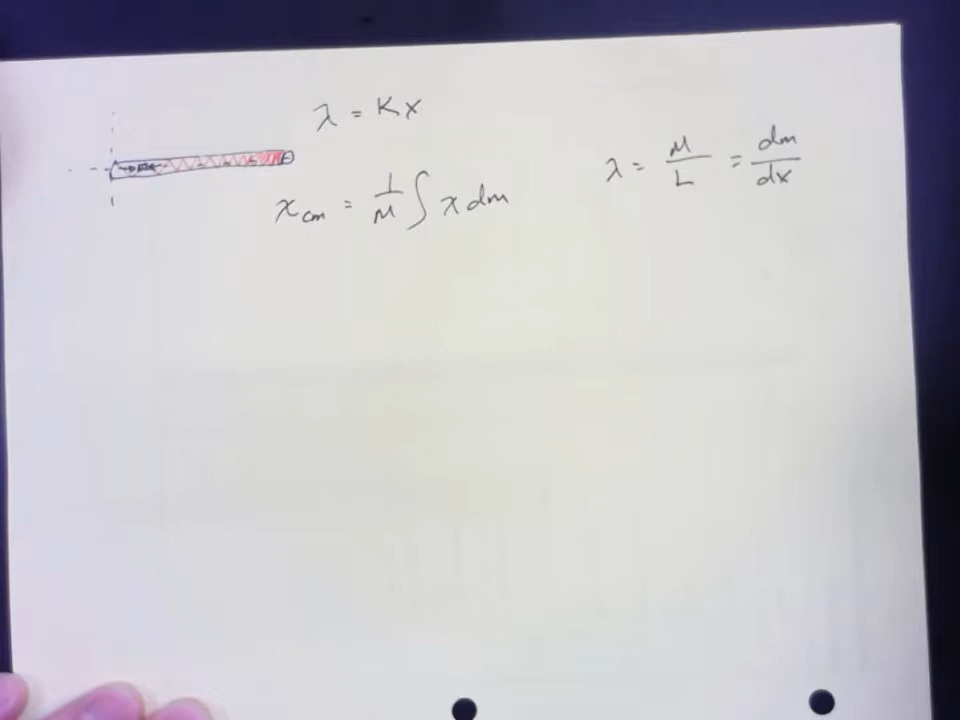 λ = Kx
λ = M/L = dm/dx
x_cm = 1/M ∫ x dm